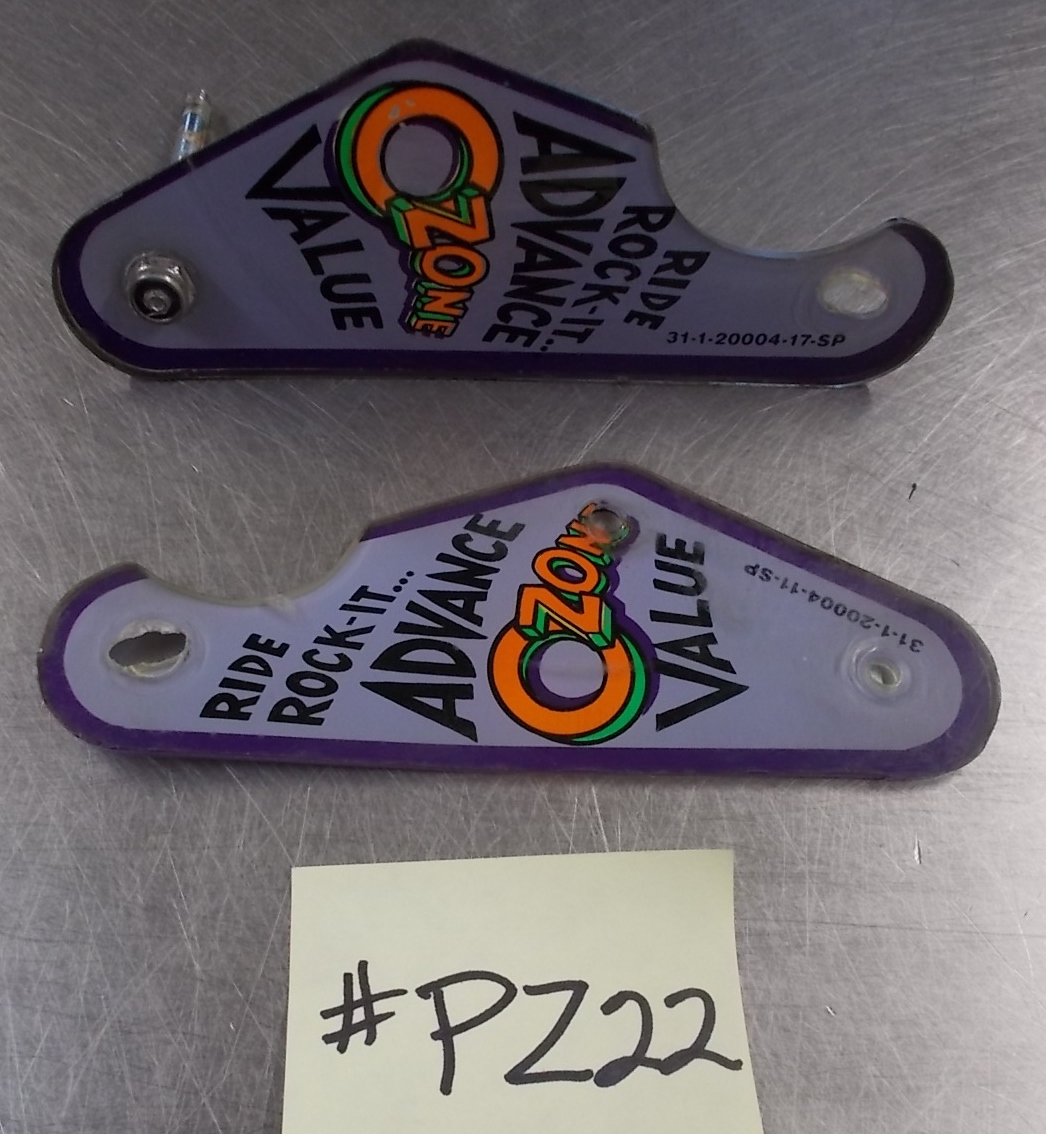 RIDE
ROCK-IT...
ADVANCE
OZONE
VALUE
31-1-20004-17-SP
RIDE
ROCK-IT....
ADVANCE
OZONE
VALUE
31-1-20004-11-SP
#PZ22